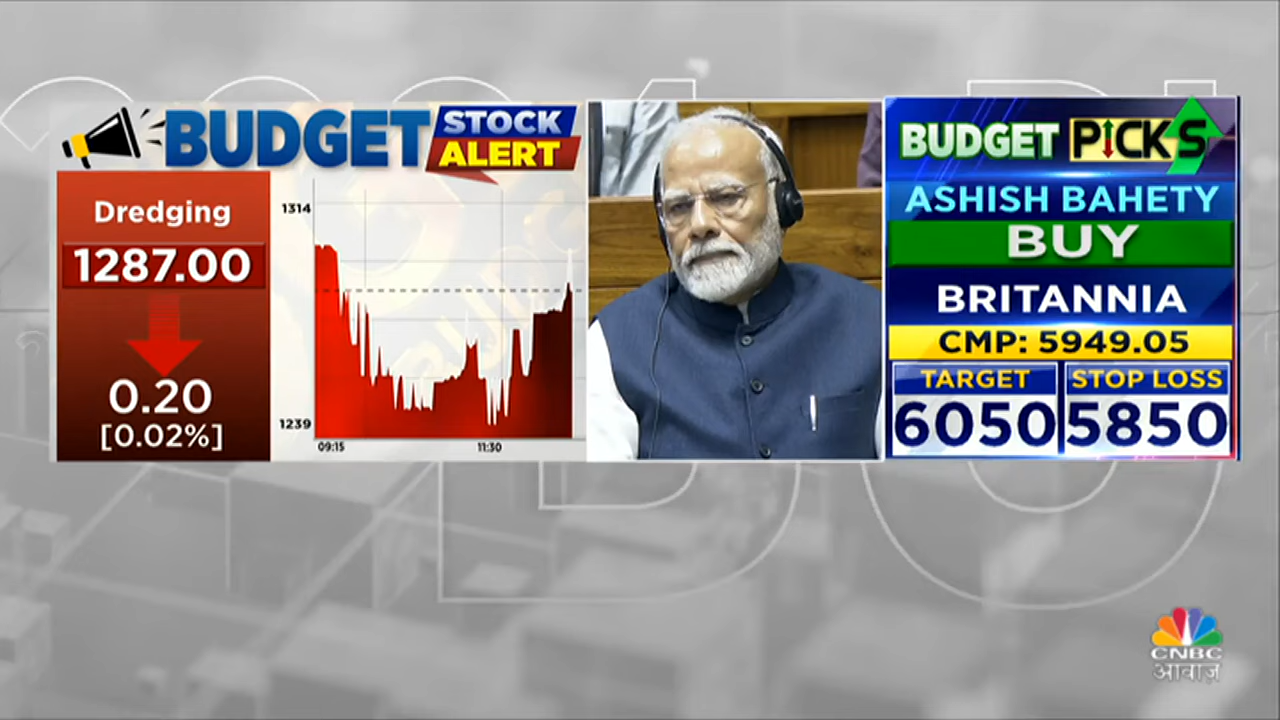 BUDGET
STOCK
ALERT
Dredging
1287.00
0.20
[0.02%]
1314
1239
09:15
11:30
BUDGET PICKS
ASHISH BAHETY
BUY
BRITANNIA
CMP: 5949.05
TARGET
6050
STOP LOSS
5850
CNBC
आवाज़